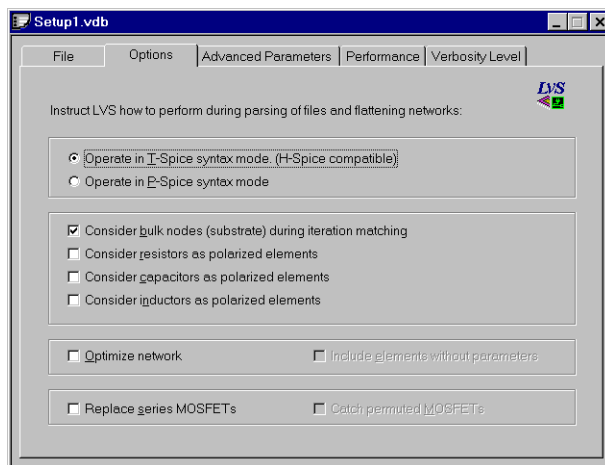 Setup1.vdb
File Options Advanced Parameters Performance Verbosity Level
LVS
Instruct LVS how to perform during parsing of files and flattening networks:
Operate in T-Spice syntax mode. (H-Spice compatible)
Operate in P-Spice syntax mode
Consider bulk nodes (substrate) during iteration matching
Consider resistors as polarized elements
Consider capacitors as polarized elements
Consider inductors as polarized elements
Optimize network Include elements without parameters
Replace series MOSFETs Catch permuted MOSFETs